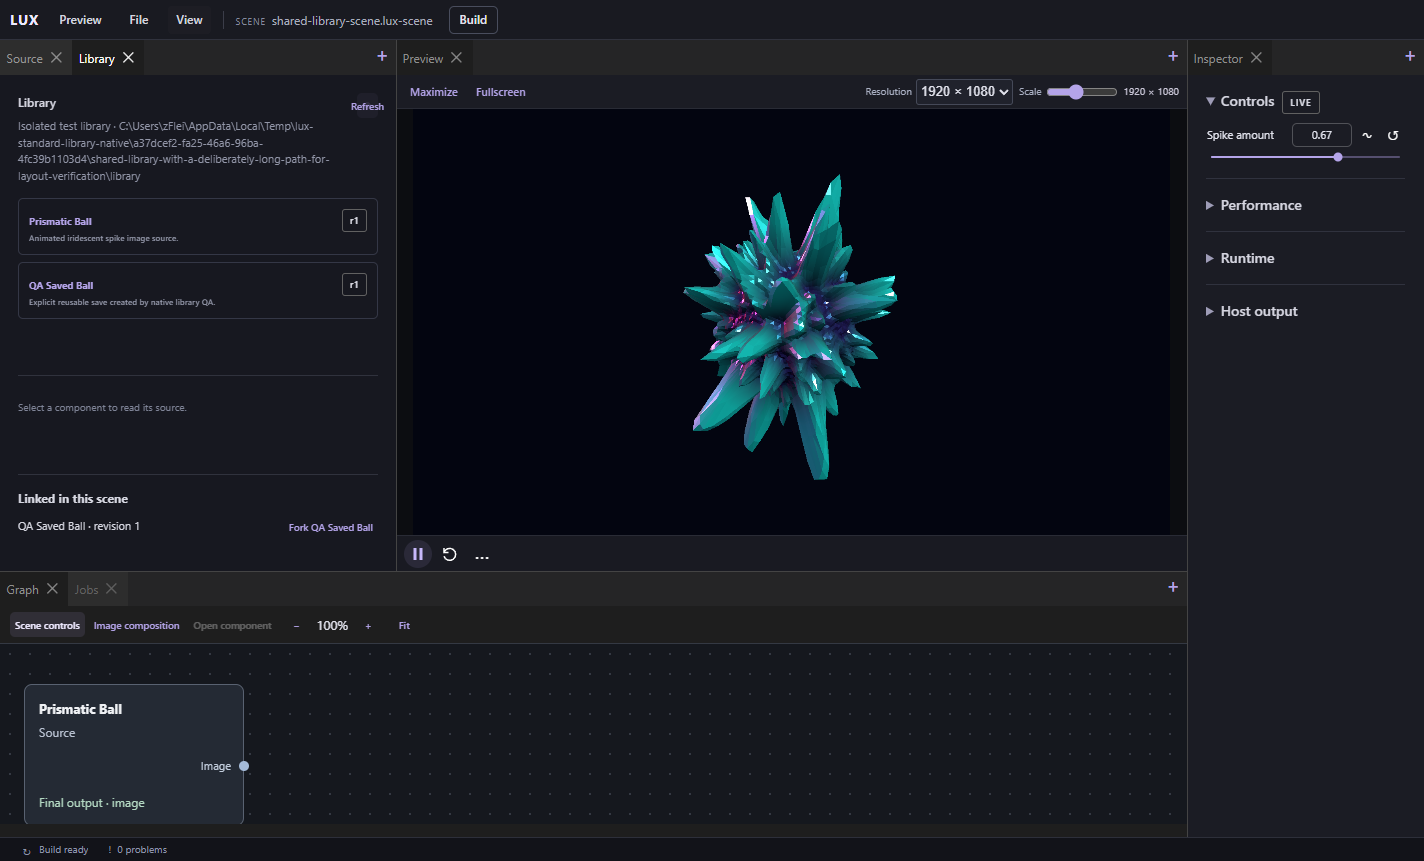 LUX Preview File View SCENE shared-library-scene.lux-scene Build
Source Library +
Library
Refresh
Isolated test library · C:\Users\zFlei\AppData\Local\Temp\lux-
standard-library-native\a37dcef2-fa25-46a6-96ba-
4fc39b1103d4\shared-library-with-a-deliberately-long-path-for-
layout-verification\library
Prismatic Ball r1
Animated iridescent spike image source.
QA Saved Ball r1
Explicit reusable save created by native library QA.
Select a component to read its source.
Linked in this scene
QA Saved Ball · revision 1 Fork QA Saved Ball
Preview +
Maximize Fullscreen Resolution 1920 × 1080 Scale 1920 × 1080
...
Inspector +
Controls LIVE
Spike amount 0.67
Performance
Runtime
Host output
Graph Jobs +
Scene controls Image composition Open component − 100% + Fit
Prismatic Ball
Source
Image
Final output · image
Build ready ! 0 problems